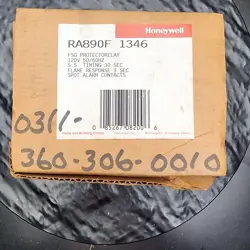 Honeywell
RA890F 1346
FSG PROTECTORELAY
120V 50/60HZ
S.S. TIMING 30 SEC
FLAME RESPONSE 3 SEC
SPDT ALARM CONTACTS
0311-
360-306-0010